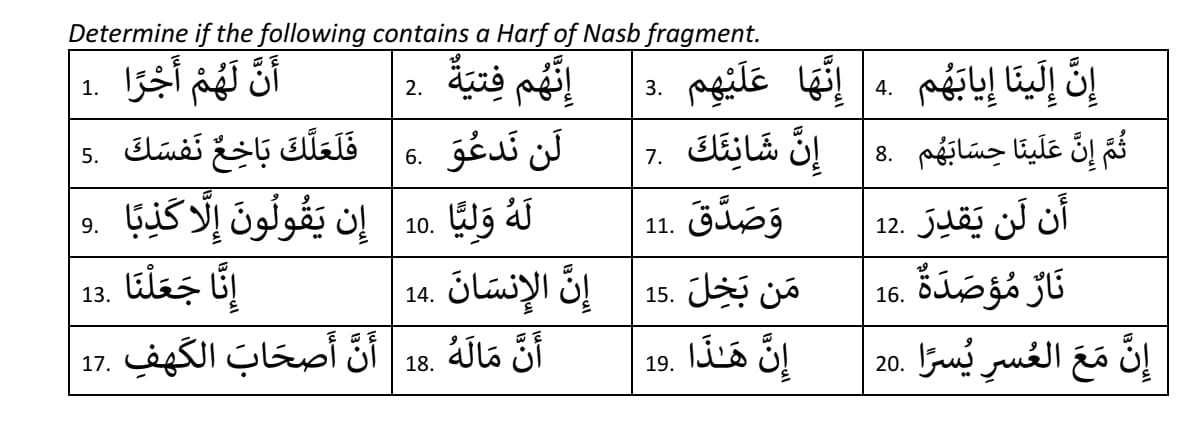 Determine if the following contains a Harf of Nasb fragment.
1. أَنَّ لَهُمْ أَجْرًا
2. إِنَّهُم فِتيَةٌ
3. إِنَّهَا عَلَيْهِم
4. إِنَّ إِلَينَا إِيابَهُم
5. فَلَعَلَّكَ بَاخِعٌ نَفسَكَ
6. لَن نَدعُوَ
7. إِنَّ شَانِئَكَ
8. ثُمَّ إِنَّ عَلَينَا حِسَابَهُم
9. إِن يَقُولُونَ إِلَّا كَذِبًا
10. لَهُ وَلِيًّا
11. وَصَدَّقَ
12. أَن لَن يَقدِرَ
13. إِنَّا جَعَلْنَا
14. إِنَّ الإِنسَانَ
15. مَن بَخِلَ
16. نَارٌ مُؤصَدَةٌ
17. أَنَّ أَصحَابَ الكَهفِ
18. أَنَّ مَالَهُ
19. إِنَّ هَـٰذَا
20. إِنَّ مَعَ العُسرِ يُسرًا